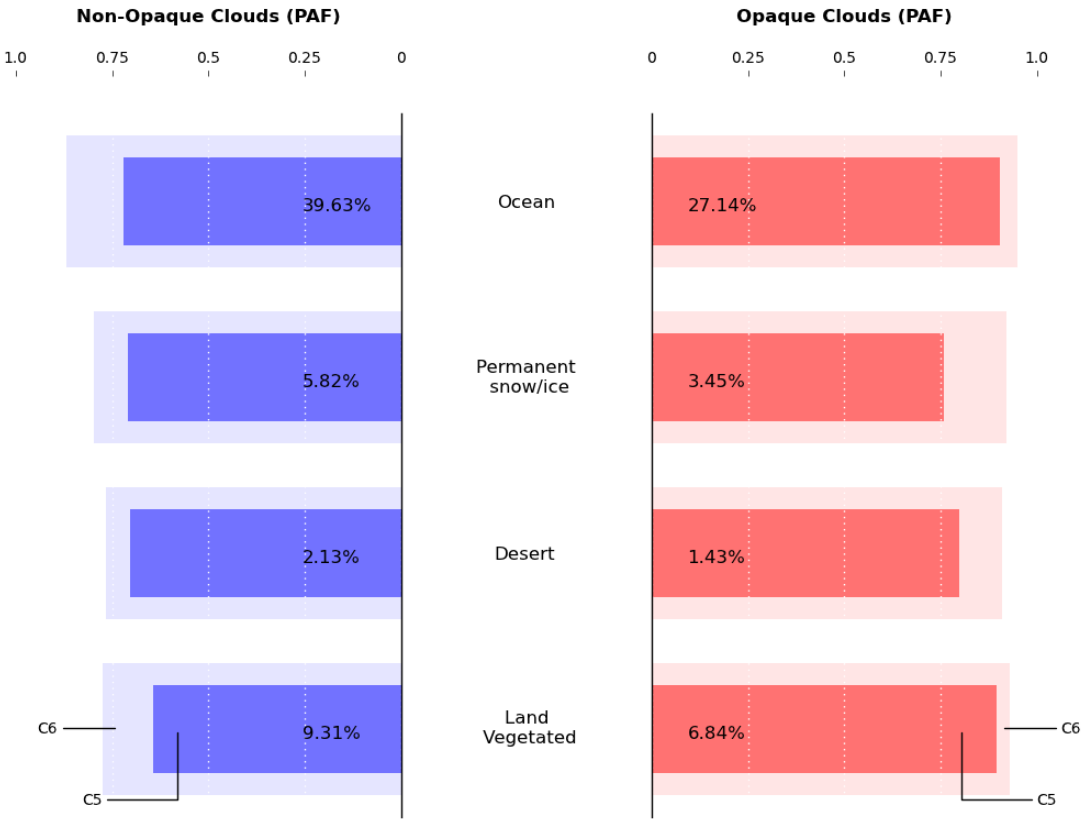 Non-Opaque Clouds (PAF)
Opaque Clouds (PAF)
1.0 0.75 0.5 0.25 0
0 0.25 0.5 0.75 1.0
39.63%
Ocean
27.14%
5.82%
Permanent
snow/ice
3.45%
2.13%
Desert
1.43%
9.31%
Land
Vegetated
6.84%
C6
C6
C5
C5